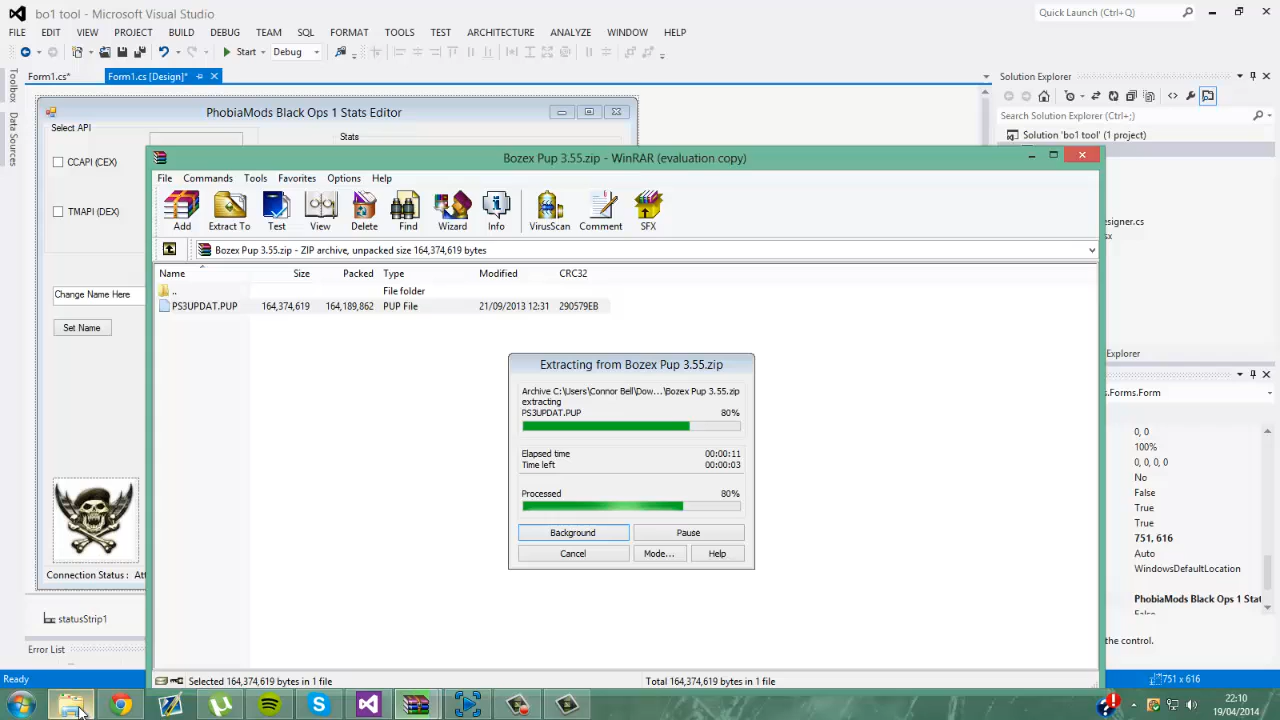 bo1 tool - Microsoft Visual Studio
Quick Launch (Ctrl+Q)
FILE EDIT VIEW PROJECT BUILD DEBUG TEAM SQL FORMAT TOOLS TEST ARCHITECTURE ANALYZE WINDOW HELP
Start Debug
Form1.cs* Form1.cs [Design]*
Solution Explorer
Toolbox
Data Sources
PhobiaMods Black Ops 1 Stats Editor
Search Solution Explorer (Ctrl+;)
Select API
Stats
Solution 'bo1 tool' (1 project)
CCAPI (CEX)
TMAPI (DEX)
Change Name Here
Set Name
Connection Status : Att
statusStrip1
Error List
Ready
Bozex Pup 3.55.zip - WinRAR (evaluation copy)
File Commands Tools Favorites Options Help
Add Extract To Test View Delete Find Wizard Info VirusScan Comment SFX
Bozex Pup 3.55.zip - ZIP archive, unpacked size 164,374,619 bytes
Name Size Packed Type Modified CRC32
.. File folder
PS3UPDAT.PUP 164,374,619 164,189,862 PUP File 21/09/2013 12:31 290579EB
Extracting from Bozex Pup 3.55.zip
Archive C:\Users\Connor Bell\Dow...\Bozex Pup 3.55.zip
extracting
PS3UPDAT.PUP 80%
Elapsed time 00:00:11
Time left 00:00:03
Processed 80%
Background Pause
Cancel Mode... Help
Selected 164,374,619 bytes in 1 file Total 164,374,619 bytes in 1 file
esigner.cs
sx
Explorer
s.Forms.Form
0, 0
100%
0, 0, 0, 0
No
False
True
True
751, 616
Auto
WindowsDefaultLocation
PhobiaMods Black Ops 1 Stat
False
the control.
751 x 616
22:10
19/04/2014